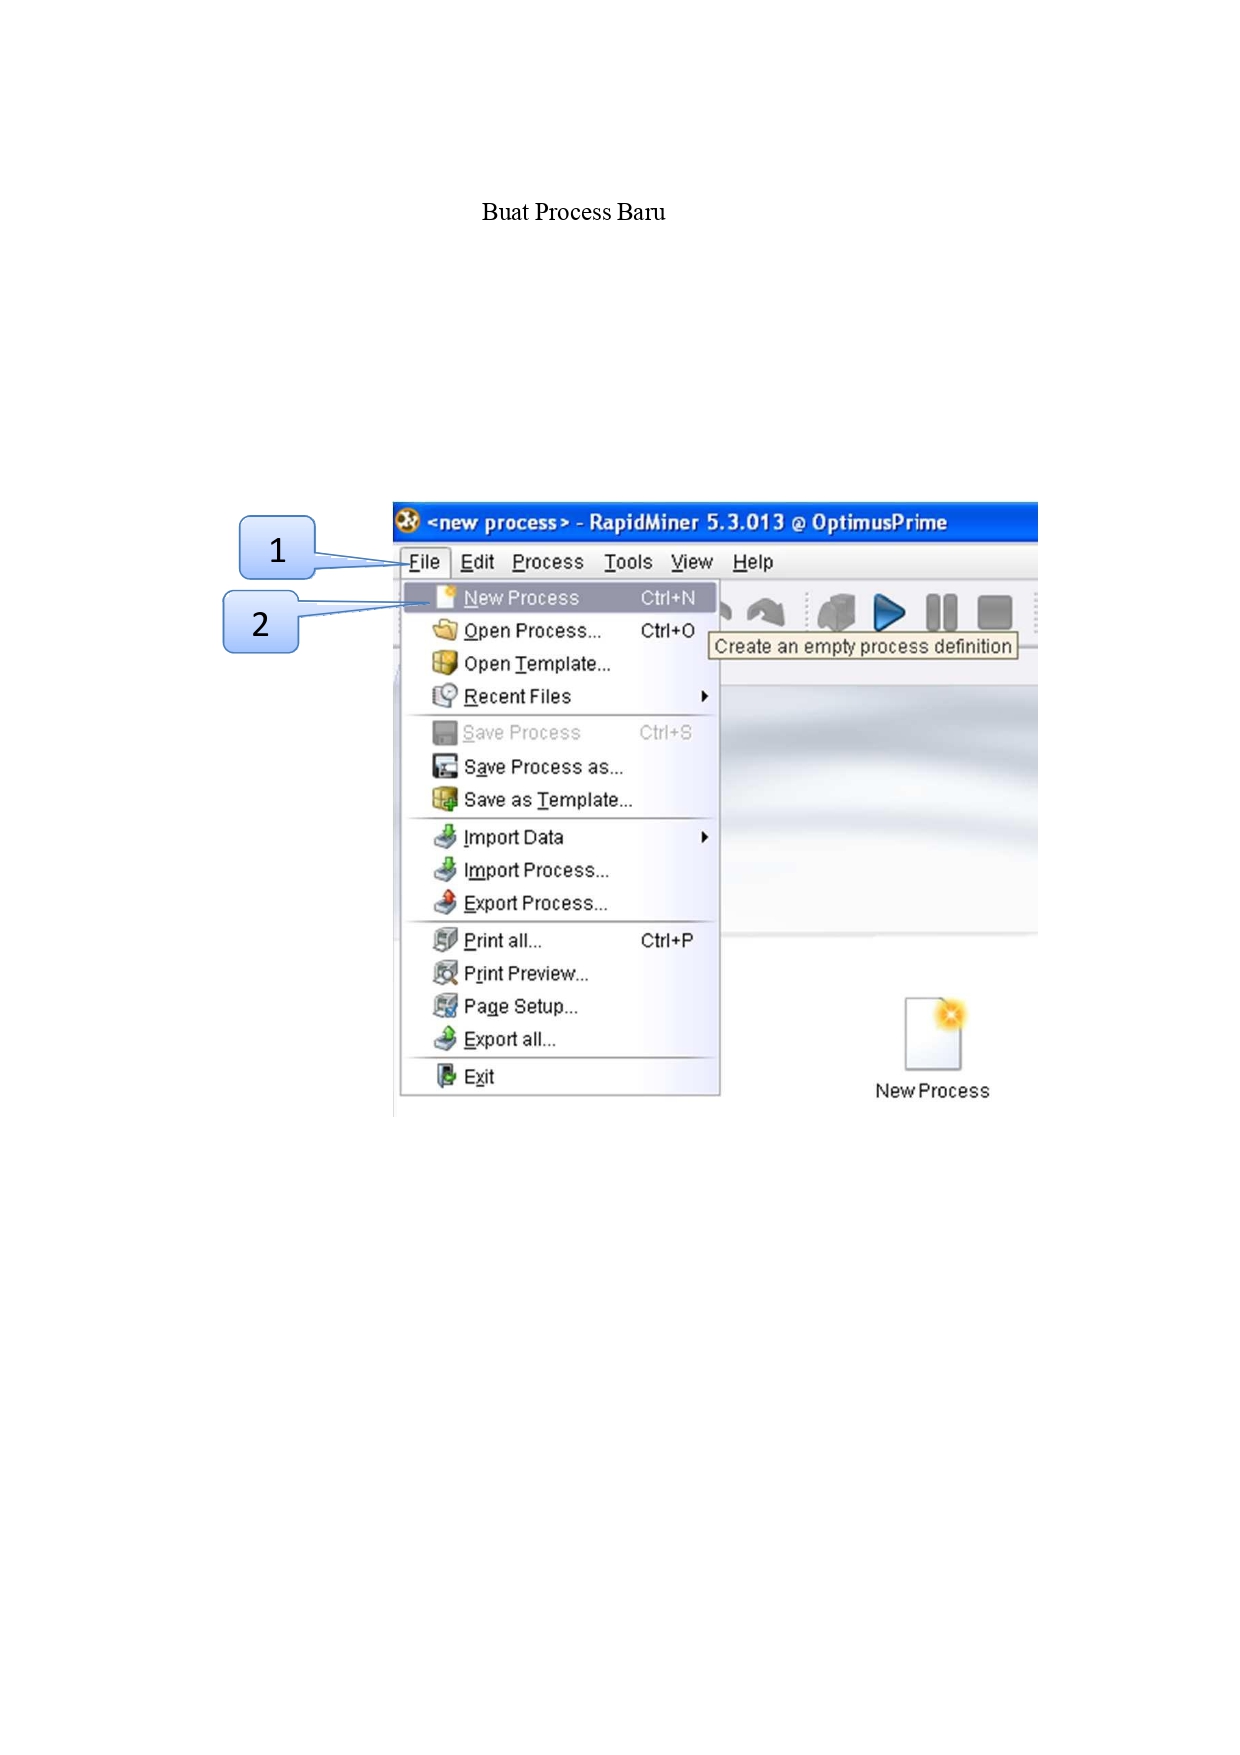 Buat Process Baru
<new process> - RapidMiner 5.3.013 @ OptimusPrime
1
File Edit Process Tools View Help
2
New Process Ctrl+N
Open Process... Ctrl+O
Create an empty process definition
Open Template...
Recent Files
Save Process Ctrl+S
Save Process as...
Save as Template...
Import Data
Import Process...
Export Process...
Print all... Ctrl+P
Print Preview...
Page Setup...
Export all...
Exit
New Process